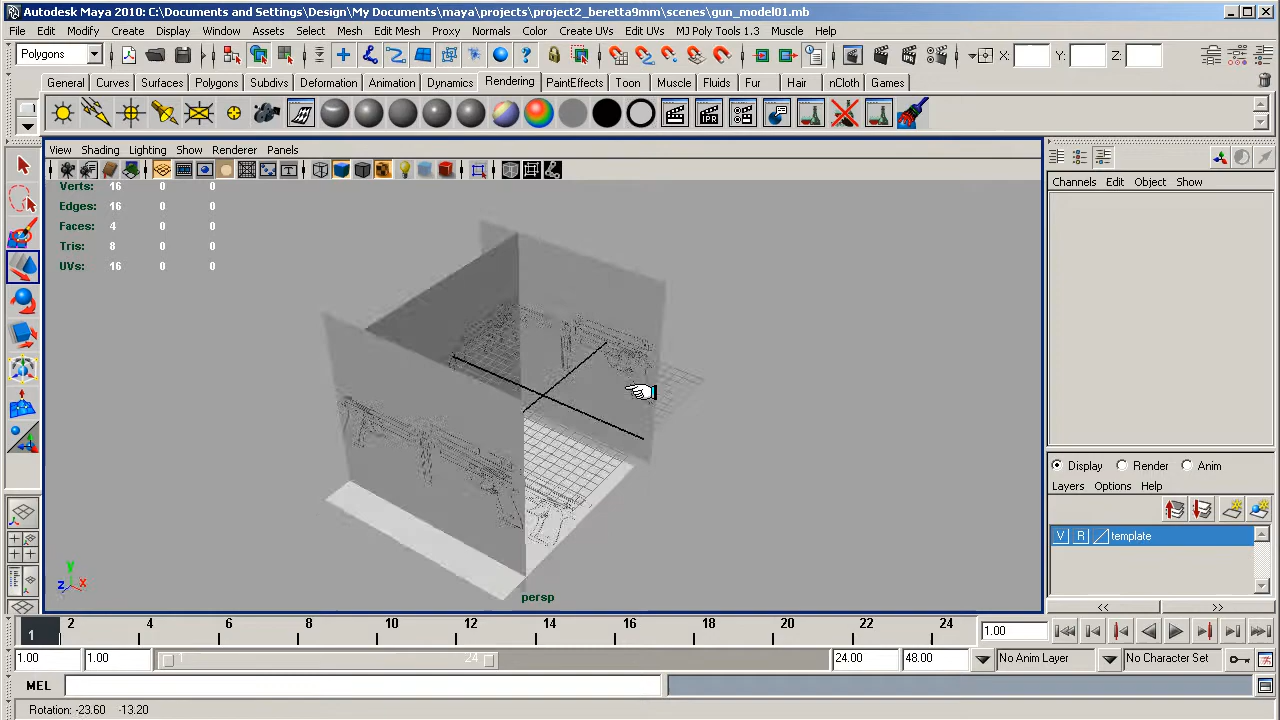 Autodesk Maya 2010: C:\Documents and Settings\Design\My Documents\maya\projects\project2_beretta9mm\scenes\gun_model01.mb
File Edit Modify Create Display Window Assets Select Mesh Edit Mesh Proxy Normals Color Create UVs Edit UVs MJ Poly Tools 1.3 Muscle Help
Polygons X: Y: Z:
General Curves Surfaces Polygons Subdivs Deformation Animation Dynamics Rendering PaintEffects Toon Muscle Fluids Fur Hair nCloth Games
IPR
View Shading Lighting Show Renderer Panels
Channels Edit Object Show
Verts: 16 0 0
Edges: 16 0 0
Faces: 4 0 0
Tris: 8 0 0
UVs: 16 0 0
Display Render Anim
Layers Options Help
V R template
y
z x
persp
<< >>
1 2 4 6 8 10 12 14 16 18 20 22 24 1.00
1.00 1.00 1 24 24.00 48.00 No Anim Layer No Character Set
MEL
Rotation: -23.60 -13.20